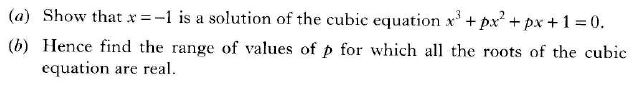 (a) Show that x = −1 is a solution of the cubic equation x³ + px² + px + 1 = 0.
(b) Hence find the range of values of p for which all the roots of the cubic
equation are real.